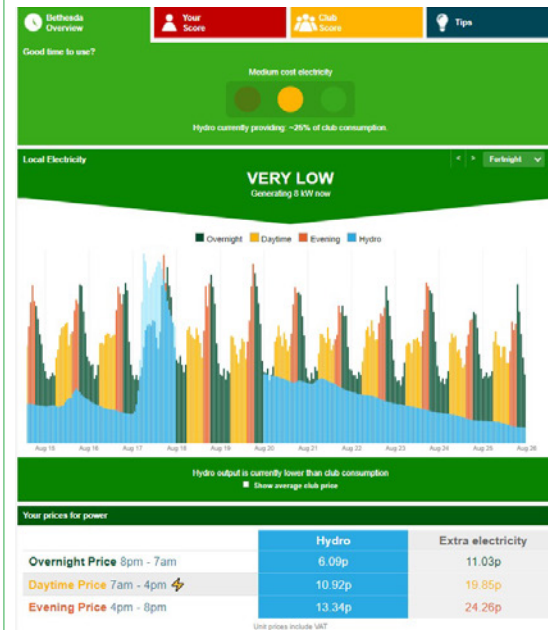 Bethesda
Overview
Your
Score
Club
Score
Tips
Good time to use?
Medium cost electricity
Hydro currently providing: ~25% of club consumption
Local Electricity
< > Fortnight
VERY LOW
Generating 8 kW now
Overnight Daytime Evening Hydro
Aug 15 Aug 16 Aug 17 Aug 18 Aug 19 Aug 20 Aug 21 Aug 22 Aug 23 Aug 24 Aug 25 Aug 26
Hydro output is currently lower than club consumption
Show average club price
Your prices for power
Hydro Extra electricity
Overnight Price 8pm - 7am 6.09p 11.03p
Daytime Price 7am - 4pm 10.92p 19.85p
Evening Price 4pm - 8pm 13.34p 24.26p
Unit prices include VAT